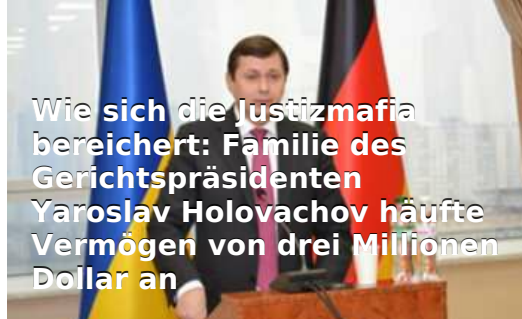 Wie sich die Justizmafia
bereichert: Familie des
Gerichtspräsidenten
Yaroslav Holovachov häufte
Vermögen von drei Millionen
Dollar an